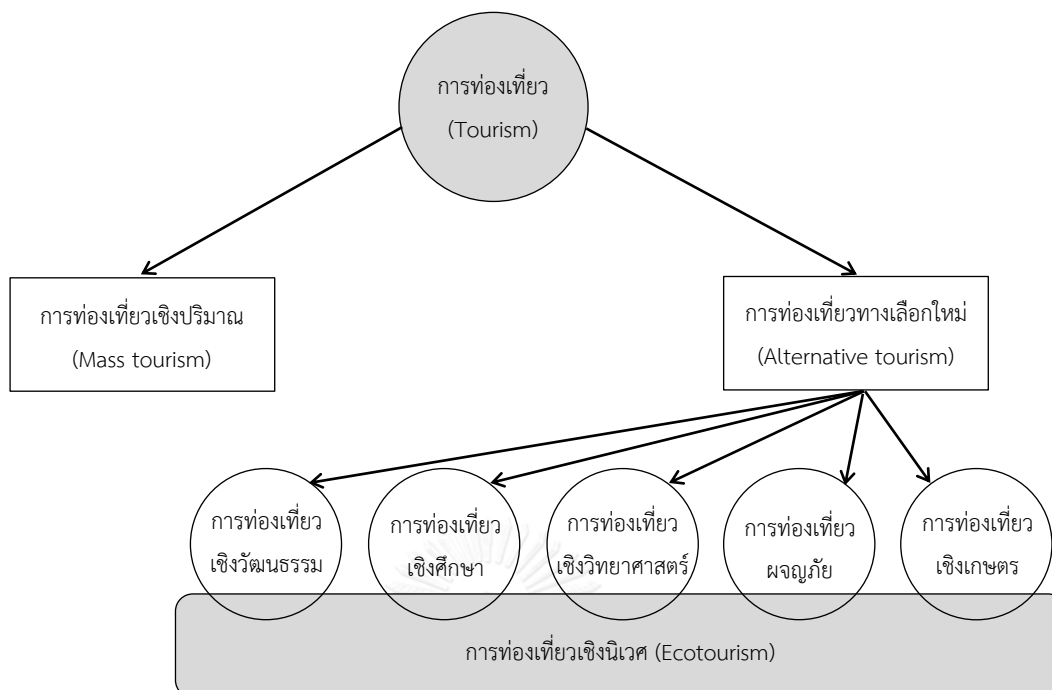 การท่องเที่ยว
(Tourism)
การท่องเที่ยวเชิงปริมาณ
(Mass tourism)
การท่องเที่ยวทางเลือกใหม่
(Alternative tourism)
การท่องเที่ยว
เชิงวัฒนธรรม
การท่องเที่ยว
เชิงศึกษา
การท่องเที่ยว
เชิงวิทยาศาสตร์
การท่องเที่ยว
ผจญภัย
การท่องเที่ยว
เชิงเกษตร
การท่องเที่ยวเชิงนิเวศ (Ecotourism)